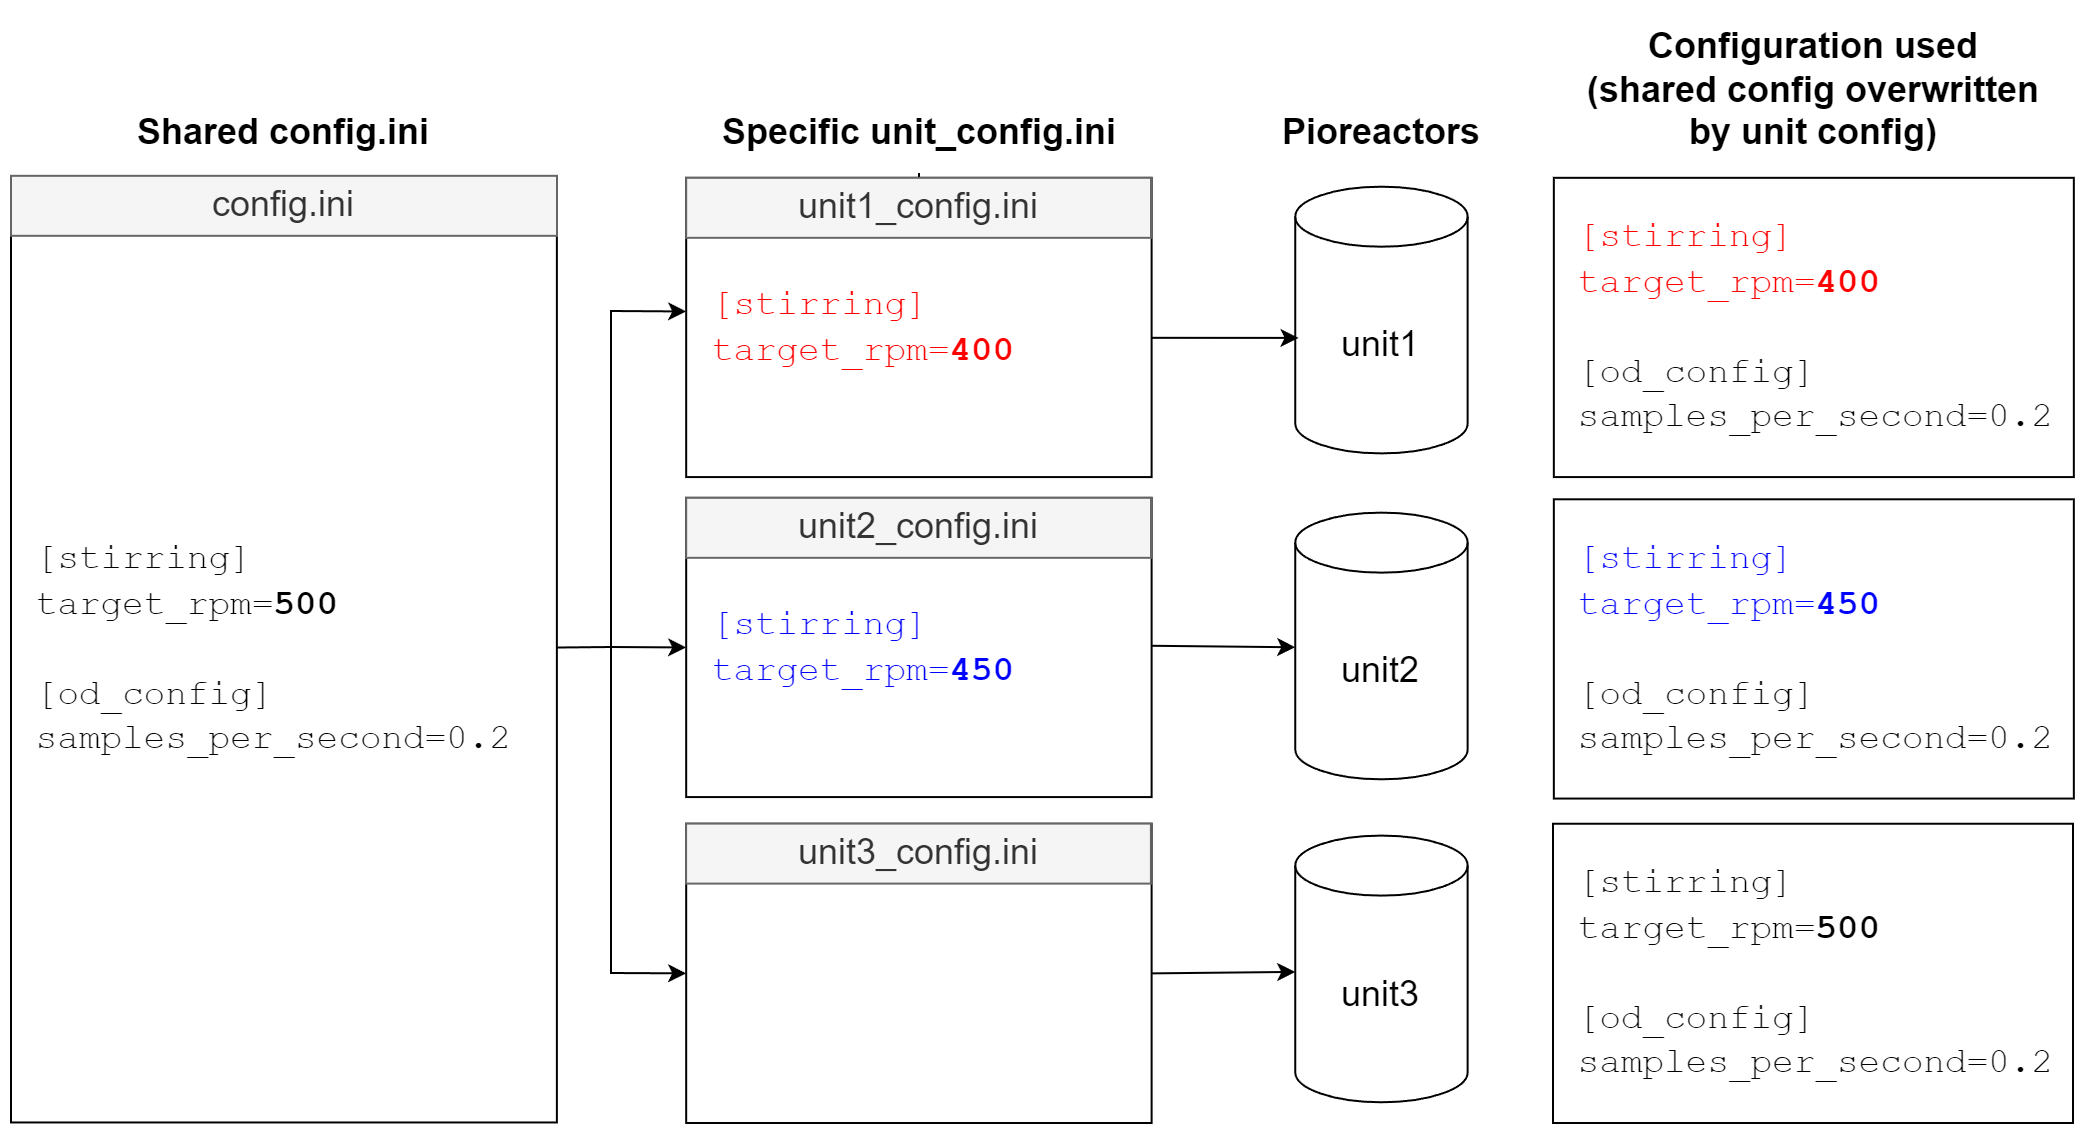 Shared config.ini
config.ini
[stirring]
target_rpm=500
[od_config]
samples_per_second=0.2
Specific unit_config.ini
unit1_config.ini
[stirring]
target_rpm=400
unit2_config.ini
[stirring]
target_rpm=450
unit3_config.ini
Pioreactors
unit1
unit2
unit3
Configuration used
(shared config overwritten
by unit config)
[stirring]
target_rpm=400
[od_config]
samples_per_second=0.2
[stirring]
target_rpm=450
[od_config]
samples_per_second=0.2
[stirring]
target_rpm=500
[od_config]
samples_per_second=0.2